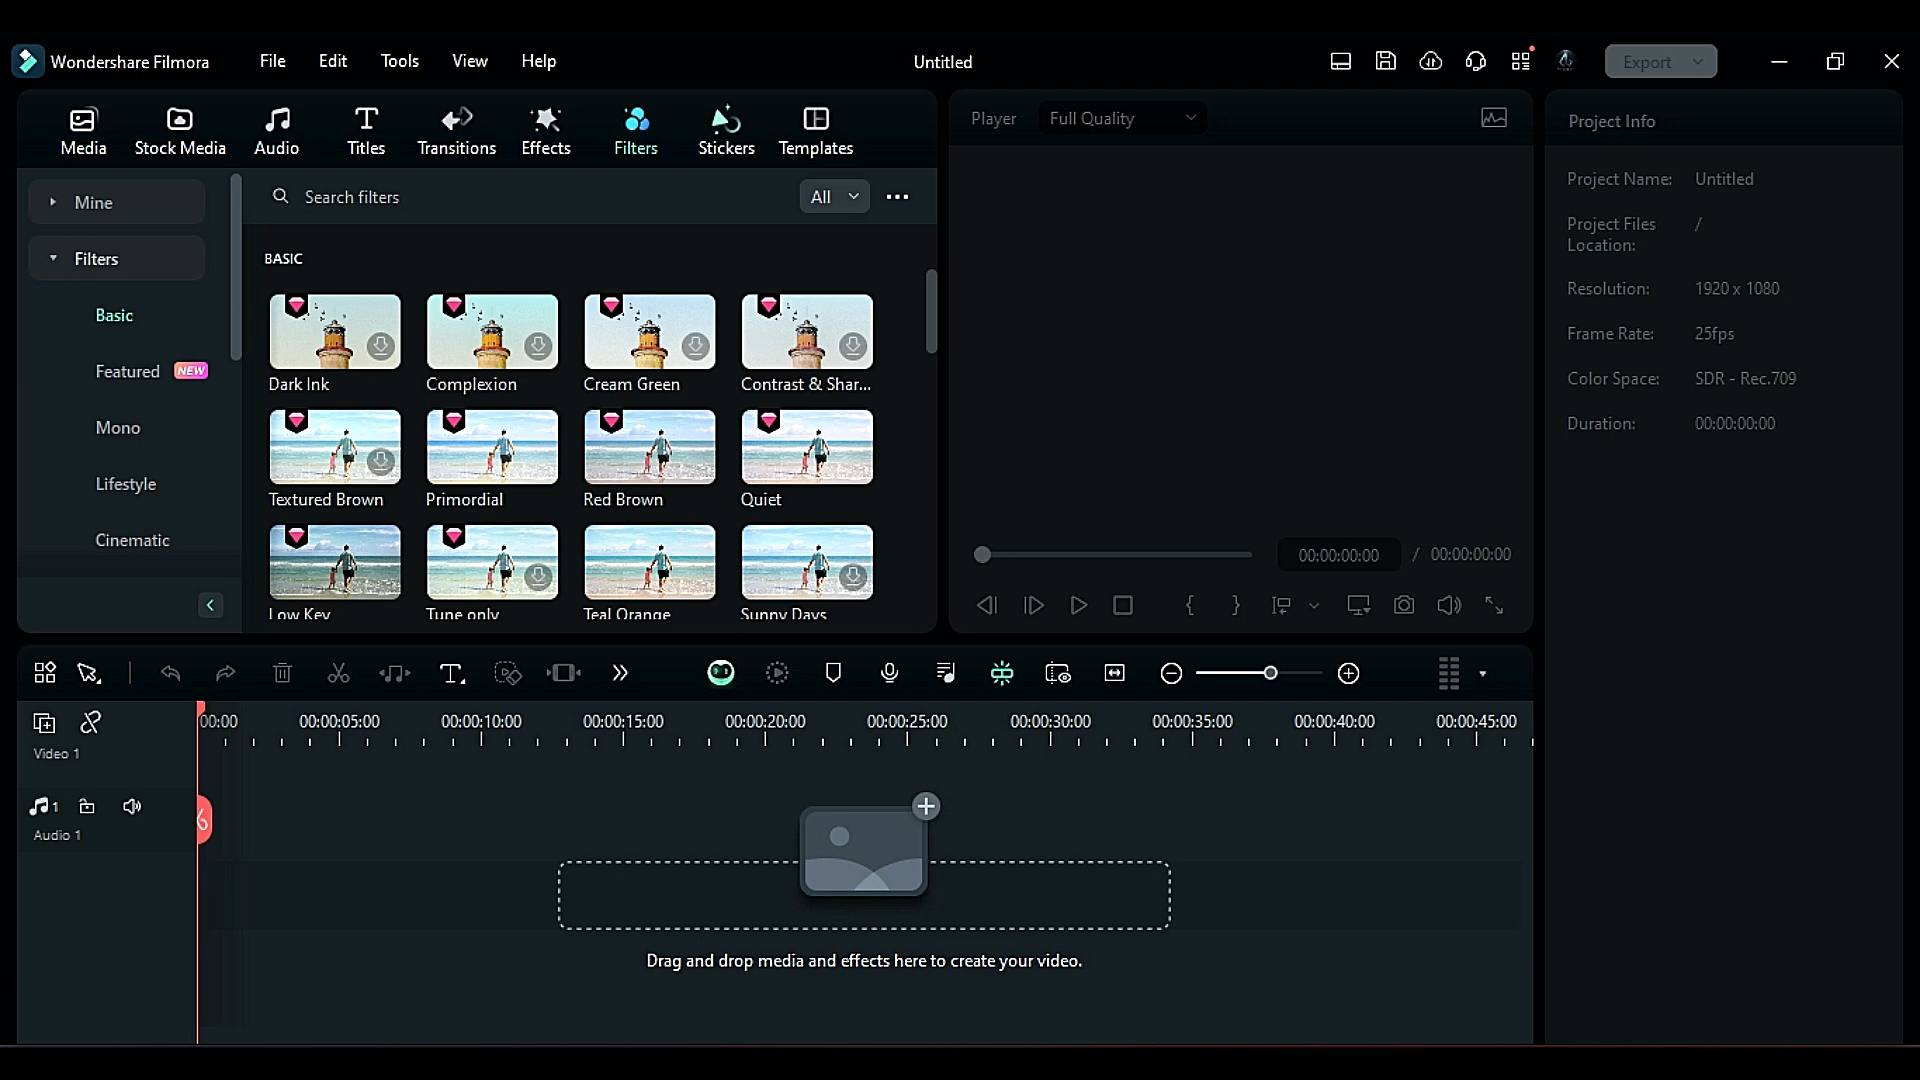 Wondershare Filmora
File
Edit
Tools
View
Help
Untitled
Export
Media
Stock Media
Audio
Titles
Transitions
Effects
Filters
Stickers
Templates
Player
Full Quality
Project Info
Mine
Filters
Basic
Featured
NEW
Mono
Lifestyle
Cinematic
Search filters
All
BASIC
Dark Ink
Complexion
Cream Green
Contrast & Shar...
Textured Brown
Primordial
Red Brown
Quiet
Low Key
Tune only
Teal Orange
Sunny Days
00:00:00:00
/ 00:00:00:00
Project Name: Untitled
Project Files /
Location:
Resolution: 1920 x 1080
Frame Rate: 25fps
Color Space: SDR - Rec.709
Duration: 00:00:00:00
00:00
00:00:05:00
00:00:10:00
00:00:15:00
00:00:20:00
00:00:25:00
00:00:30:00
00:00:35:00
00:00:40:00
00:00:45:00
Video 1
1
Audio 1
Drag and drop media and effects here to create your video.